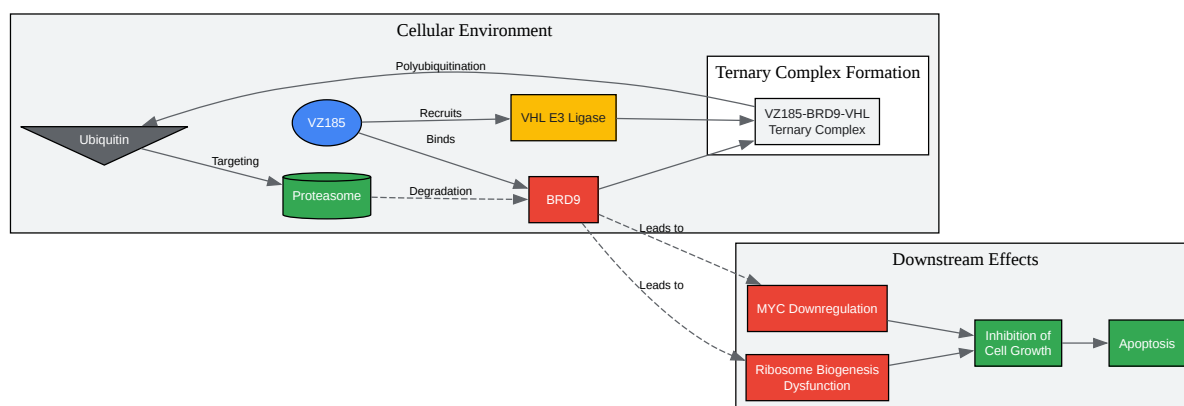 Cellular Environment
Polyubiquitination
Ternary Complex Formation
VZ185
Recruits
VHL E3 Ligase
VZ185-BRD9-VHL
Ternary Complex
Ubiquitin
Binds
Targeting
Proteasome
Degradation
BRD9
Leads to
Downstream Effects
Leads to
MYC Downregulation
Inhibition of
Cell Growth
Apoptosis
Ribosome Biogenesis
Dysfunction